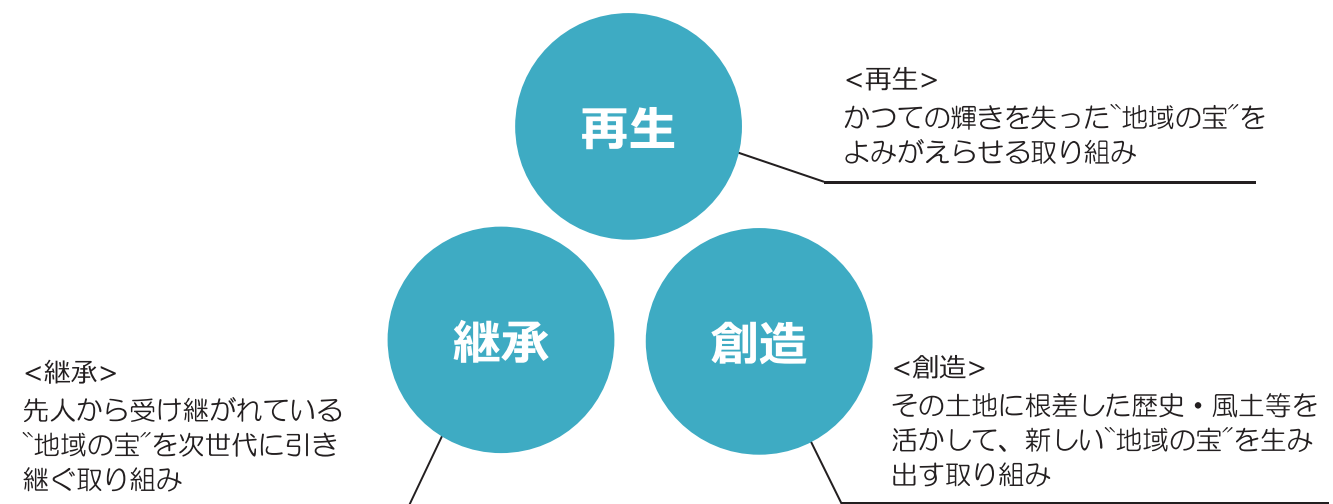 再生
<再生>
かつての輝きを失った〝地域の宝〟を
よみがえらせる取り組み
継承
創造
<継承>
先人から受け継がれている
〝地域の宝〟を次世代に引き
継ぐ取り組み
<創造>
その土地に根差した歴史・風土等を
活かして、新しい〝地域の宝〟を生み
出す取り組み